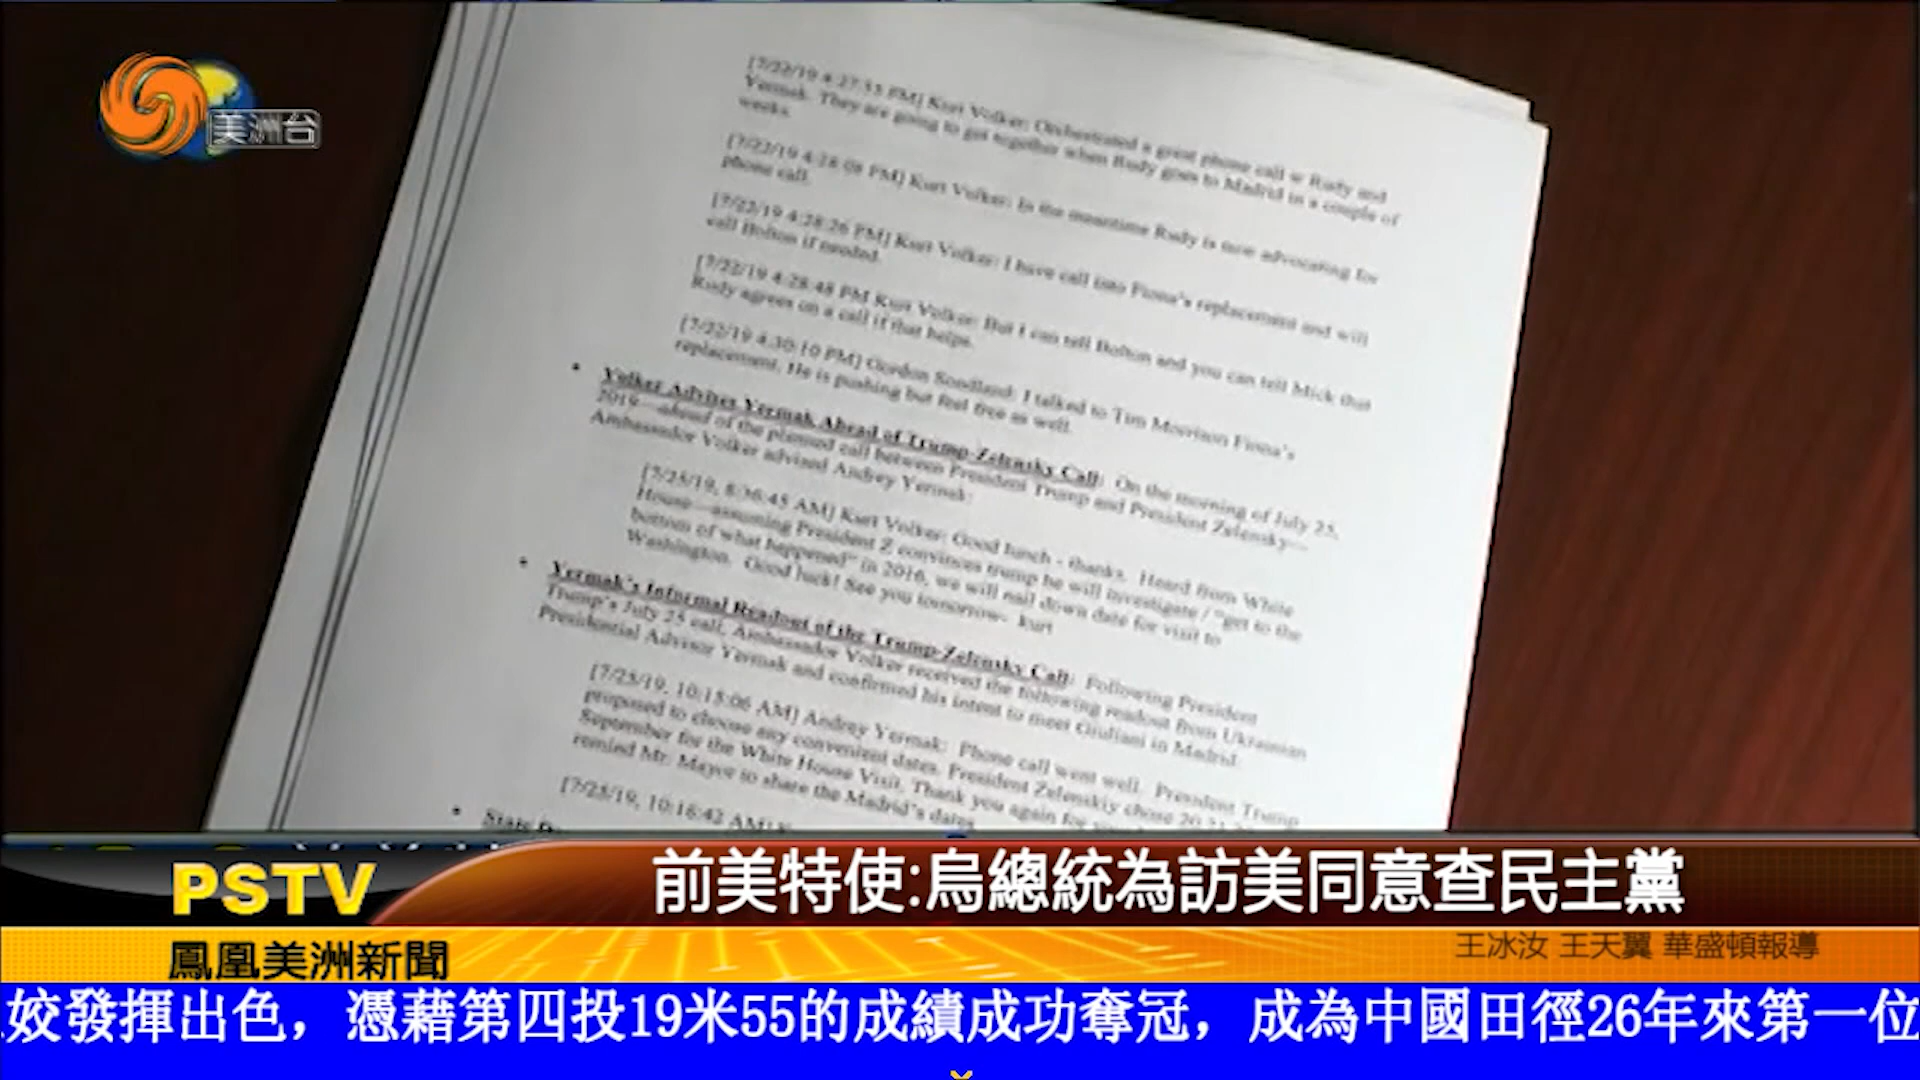 美洲台
[7/22/19 4:27:55 PM] Kurt Volker: Orchestrated a great phone call w Rudy and
Yermak. They are going to get together when Rudy goes to Madrid in a couple of
weeks.
[7/22/19 4:28:08 PM] Kurt Volker: In the meantime Rudy is now advocating for
phone call.
[7/22/19 4:28:26 PM] Kurt Volker: I have call into Fiona's replacement and will
call Bolton if needed.
[7/22/19 4:28:48 PM Kurt Volker: But I can tell Bolton and you can tell Mick that
Rudy agrees on a call if that helps.
[7/22/19 4:30:10 PM] Gordon Sondland: I talked to Tim Morrison Fiona's
replacement. He is pushing but feel free as well.
• Volker Advises Yermak Ahead of Trump-Zelensky Call: On the morning of July 25,
2019—ahead of the planned call between President Trump and President Zelensky—
Ambassador Volker advised Andrey Yermak:
[7/25/19, 8:36:45 AM] Kurt Volker: Good lunch - thanks. Heard from White
House—assuming President Z convinces trump he will investigate / "get to the
bottom of what happened" in 2016, we will nail down date for visit to
Washington. Good luck! See you tomorrow- kurt
• Yermak's Informal Readout of the Trump-Zelensky Call: Following President
Trump's July 25 call, Ambassador Volker received the following readout from Ukrainian
Presidential Advisor Yermak and confirmed his intent to meet Giuliani in Madrid.
[7/25/19, 10:15:06 AM] Andrey Yermak: Phone call went well. President Trump
proposed to choose any convenient dates. President Zelenskiy chose 20,21,
September for the White House Visit. Thank you again for
remind Mr. Mayor to share the Madrid's dates
[7/25/19, 10:16:42 AM]
• State
PSTV
前美特使:烏總統為訪美同意查民主黨
鳳凰美洲新聞
王冰汝 王天翼 華盛頓報導
姣發揮出色，憑藉第四投19米55的成績成功奪冠，成為中國田徑26年來第一位